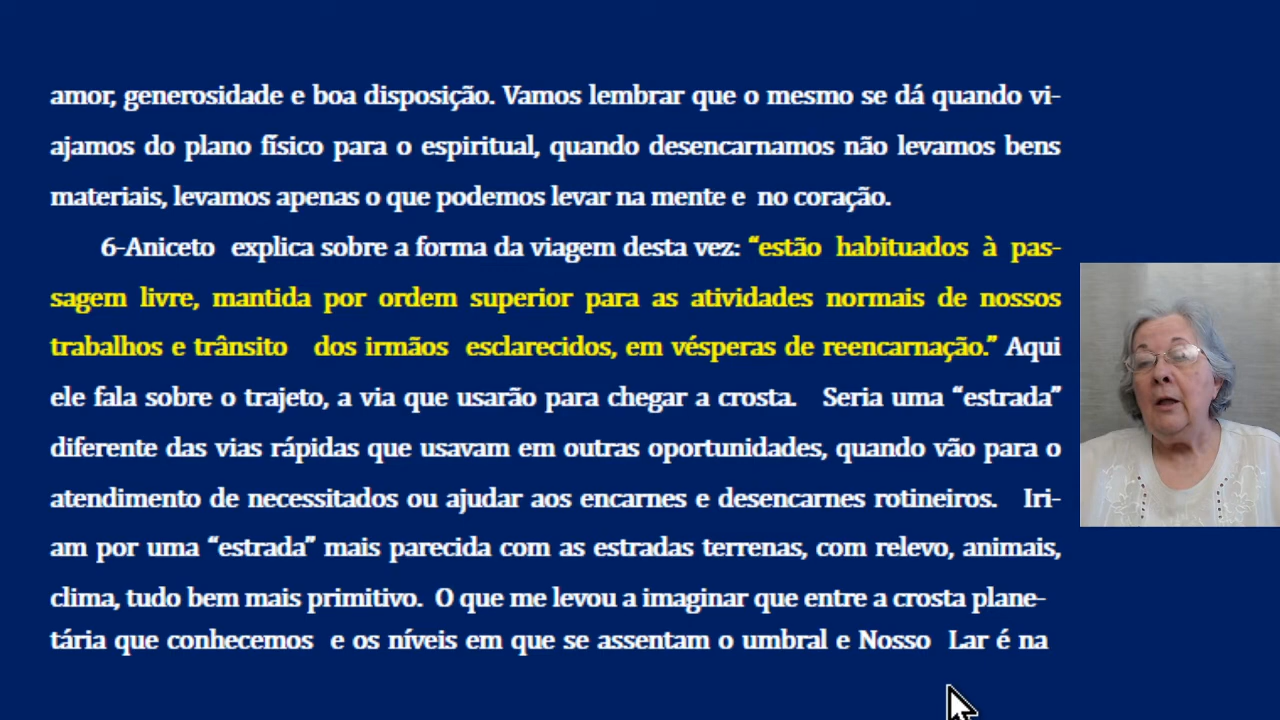 amor, generosidade e boa disposição. Vamos lembrar que o mesmo se dá quando vi-
ajamos do plano físico para o espiritual, quando desencarnamos não levamos bens
materiais, levamos apenas o que podemos levar na mente e no coração.
6-Aniceto explica sobre a forma da viagem desta vez: “estão habituados à pas-
sagem livre, mantida por ordem superior para as atividades normais de nossos
trabalhos e trânsito dos irmãos esclarecidos, em vésperas de reencarnação.” Aqui
ele fala sobre o trajeto, a via que usarão para chegar a crosta. Seria uma “estrada”
diferente das vias rápidas que usavam em outras oportunidades, quando vão para o
atendimento de necessitados ou ajudar aos encarnes e desencarnes rotineiros. Iri-
am por uma “estrada” mais parecida com as estradas terrenas, com relevo, animais,
clima, tudo bem mais primitivo. O que me levou a imaginar que entre a crosta plane-
tária que conhecemos e os níveis em que se assentam o umbral e Nosso Lar é na